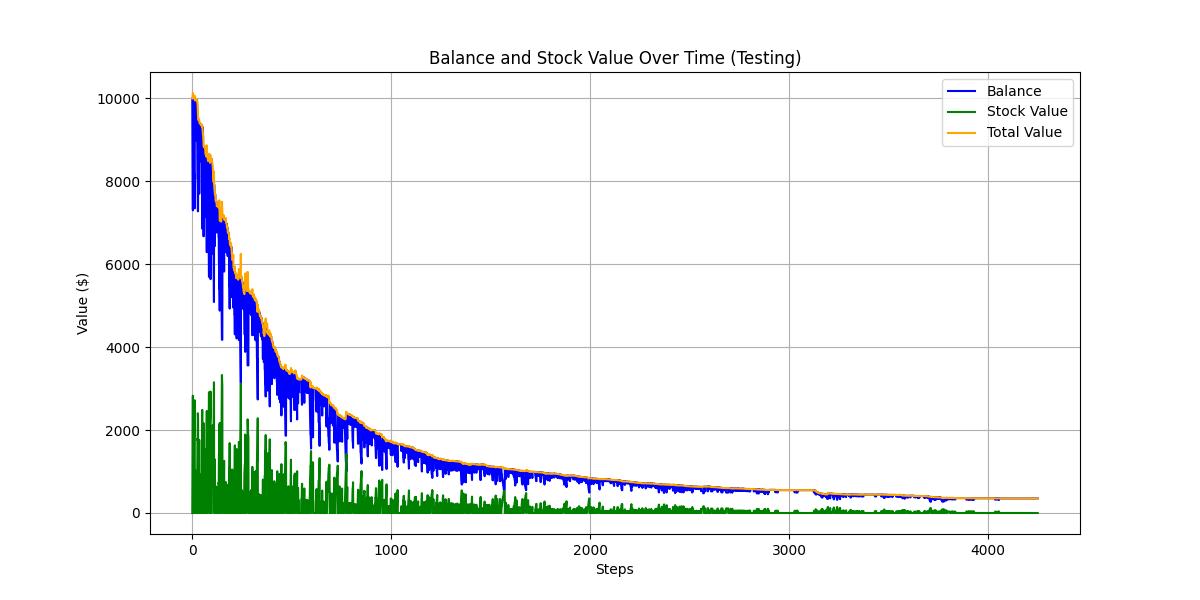 Balance and Stock Value Over Time (Testing)
Balance
Stock Value
Total Value
Value ($)
10000
8000
6000
4000
2000
0
0 1000 2000 3000 4000
Steps